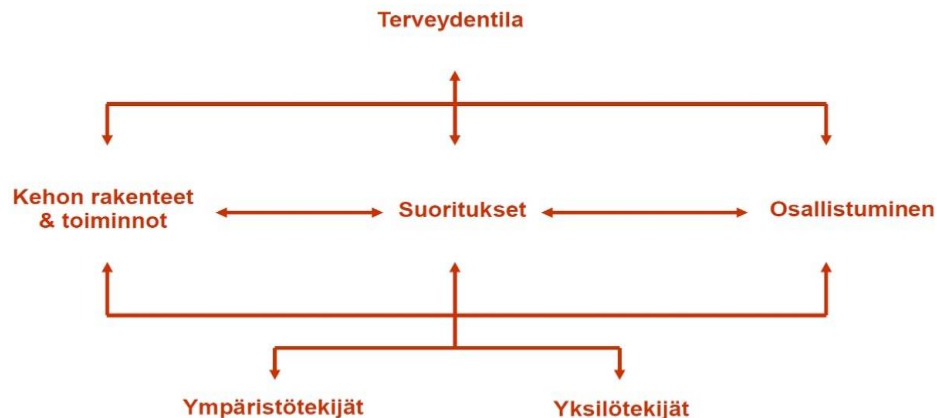 Terveydentila
Kehon rakenteet
& toiminnot
Suoritukset
Osallistuminen
Ympäristötekijät
Yksilötekijät